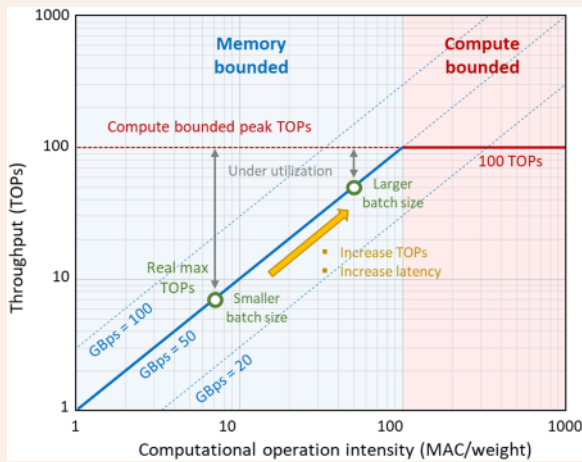 1000
Memory
bounded
Compute
bounded
Compute bounded peak TOPs
100
Under utilization
100 TOPs
Larger
batch size
Increase TOPs
Increase latency
Real max
TOPs
Smaller
batch size
10
GBps = 100
GBps = 50
GBps = 20
1
Throughput (TOPs)
1
10
100
1000
Computational operation intensity (MAC/weight)